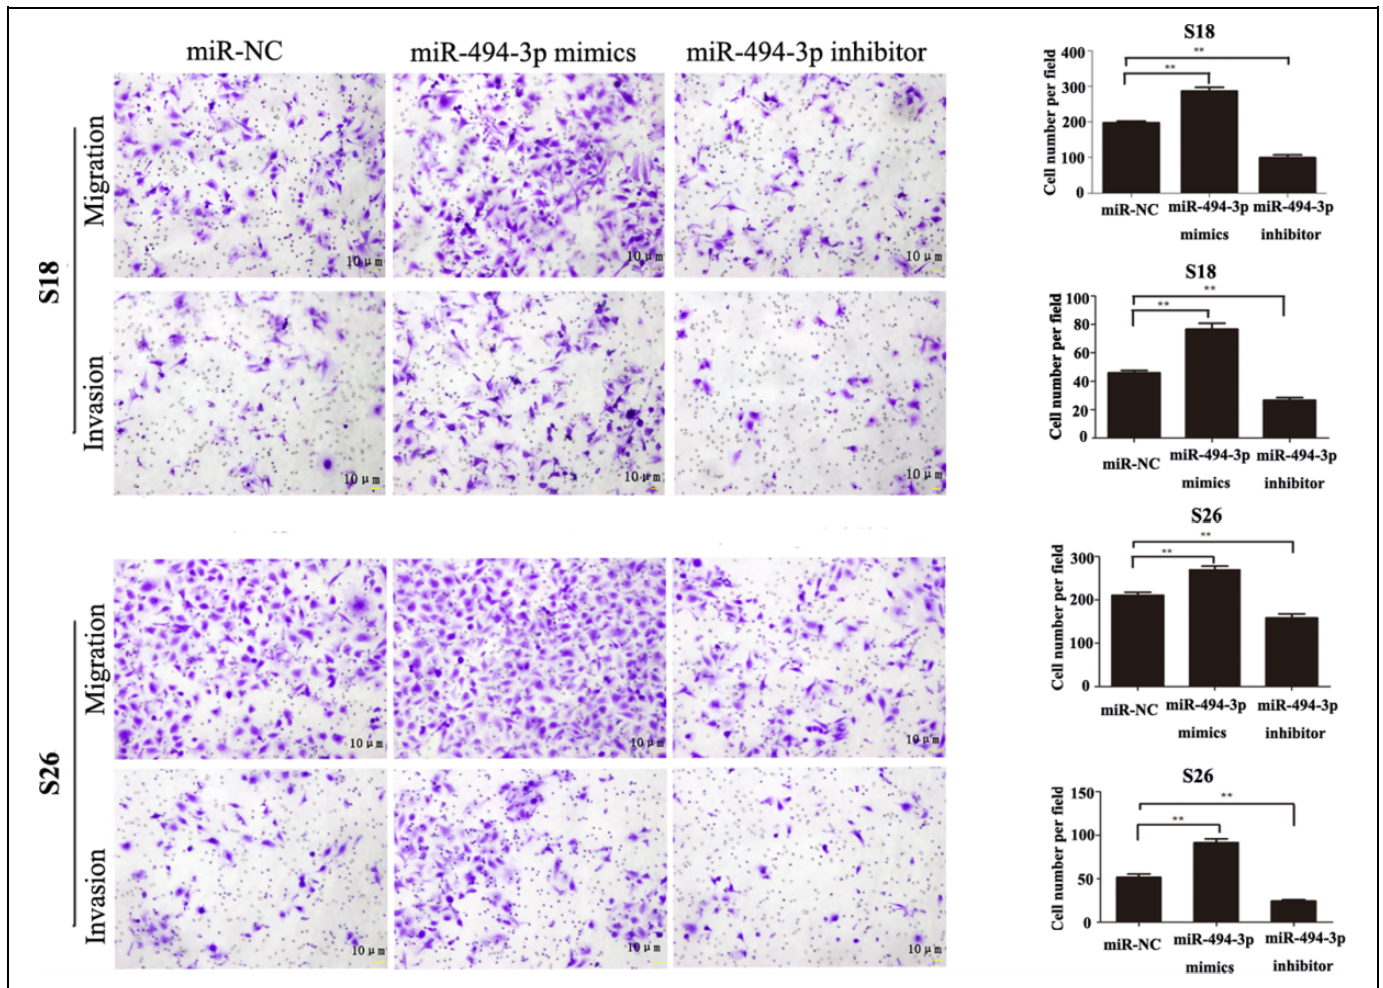 miR-NC miR-494-3p mimics miR-494-3p inhibitor
S18
Migration
10 μm 10 μm 10 μm
Invasion
10 μm 10 μm 10 μm
S26
Migration
10 μm 10 μm 10 μm
Invasion
10 μm 10 μm 10 μm
S18
Cell number per field
400
300
200
100
0
**
**
miR-NC miR-494-3p miR-494-3p
mimics inhibitor
S18
Cell number per field
100
80
60
40
20
0
**
**
miR-NC miR-494-3p miR-494-3p
mimics inhibitor
S26
Cell number per field
300
200
100
0
**
**
miR-NC miR-494-3p miR-494-3p
mimics inhibitor
S26
Cell number per field
150
100
50
0
**
**
miR-NC miR-494-3p miR-494-3p
mimics inhibitor